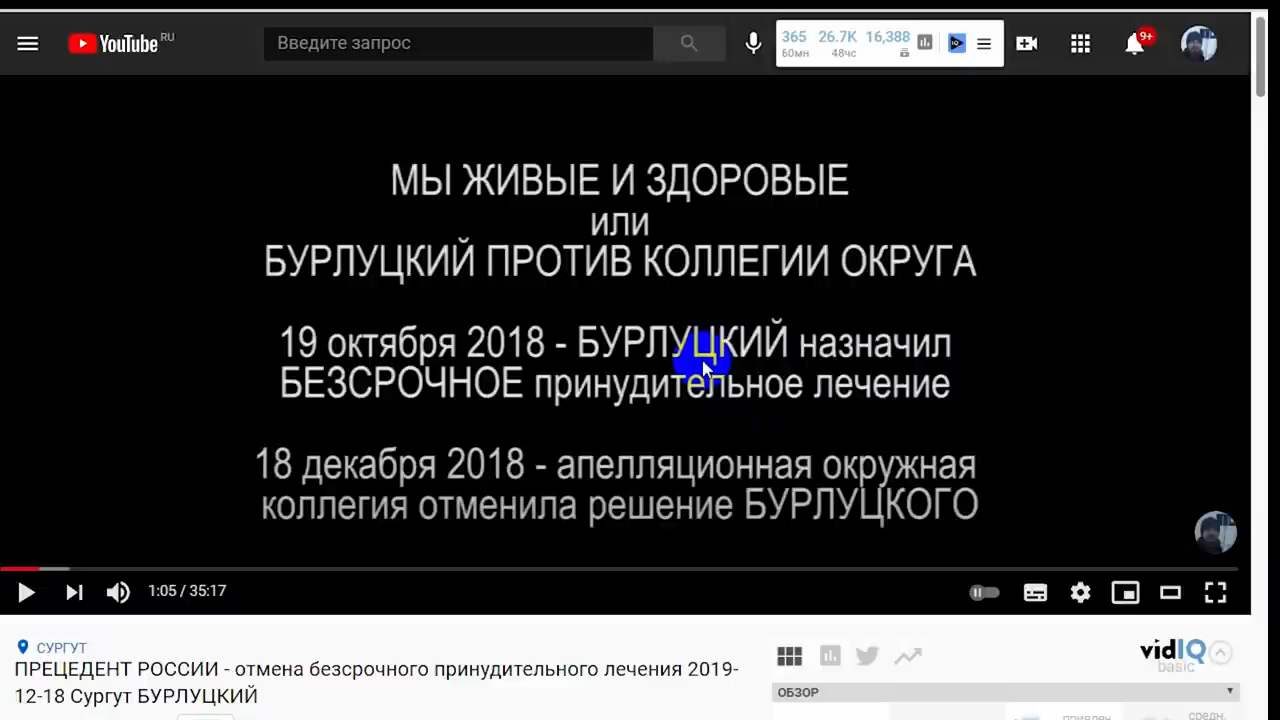 YouTube RU
Введите запрос
365 26.7K 16,388
60мн 48чс
9+
МЫ ЖИВЫЕ И ЗДОРОВЫЕ
или
БУРЛУЦКИЙ ПРОТИВ КОЛЛЕГИИ ОКРУГА
19 октября 2018 - БУРЛУЦКИЙ назначил
БЕЗСРОЧНОЕ принудительное лечение
18 декабря 2018 - апелляционная окружная
коллегия отменила решение БУРЛУЦКОГО
1:05 / 35:17
СУРГУТ
ПРЕЦЕДЕНТ РОССИИ - отмена безсрочного принудительного лечения 2019-
12-18 Сургут БУРЛУЦКИЙ
vidIQ
basic
ОБЗОР
средн.